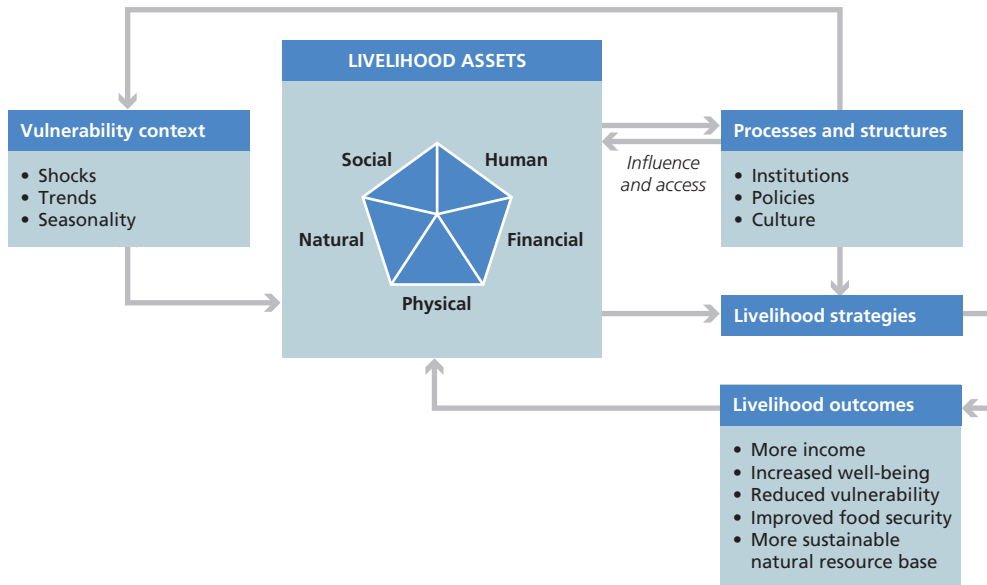 LIVELIHOOD ASSETS
Vulnerability context
• Shocks
• Trends
• Seasonality
Social
Human
Natural
Financial
Physical
Influence
and access
Processes and structures
• Institutions
• Policies
• Culture
Livelihood strategies
Livelihood outcomes
• More income
• Increased well-being
• Reduced vulnerability
• Improved food security
• More sustainable
natural resource base